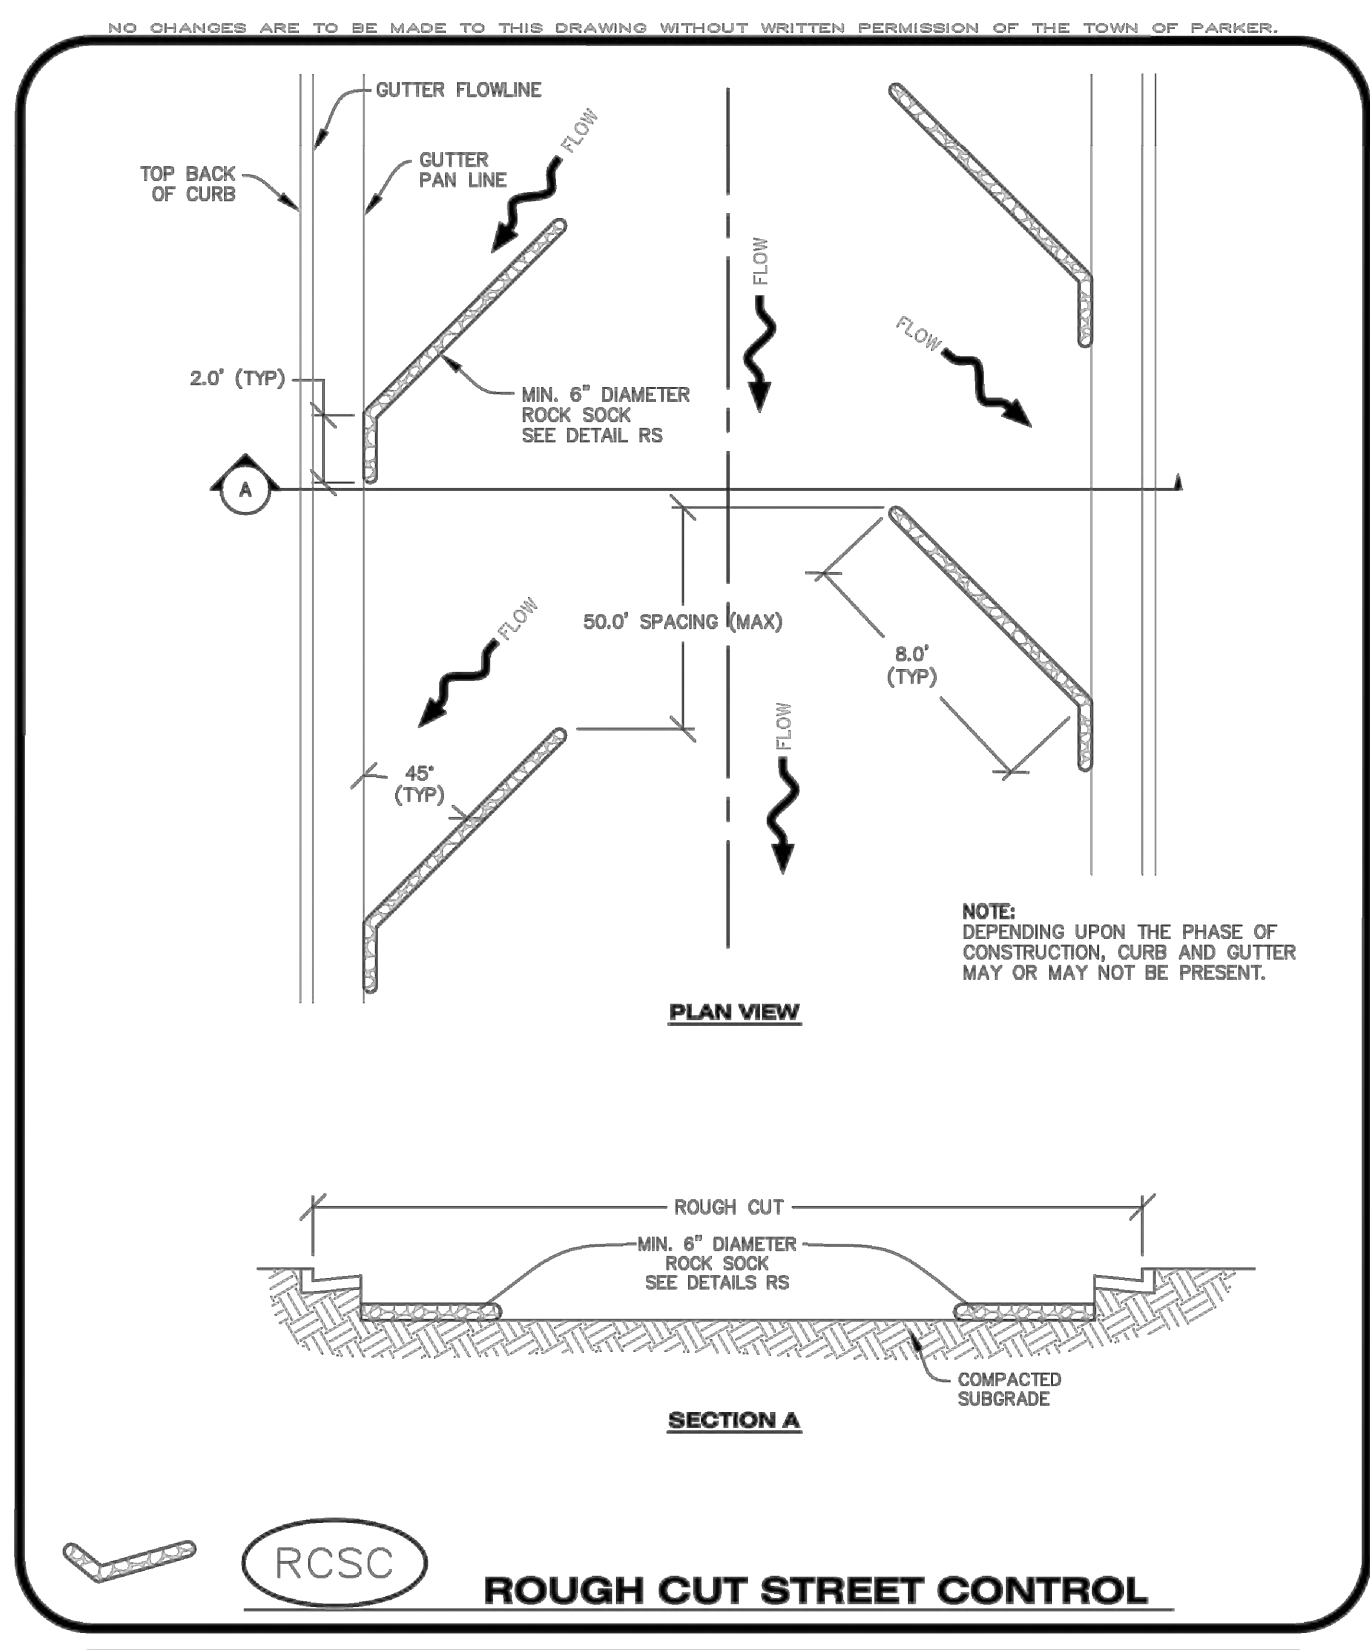 NO CHANGES ARE TO BE MADE TO THIS DRAWING WITHOUT WRITTEN PERMISSION OF THE TOWN OF PARKER.
GUTTER FLOWLINE
TOP BACK
OF CURB
GUTTER
PAN LINE
FLOW
FLOW
FLOW
2.0' (TYP)
MIN. 6" DIAMETER
ROCK SOCK
SEE DETAIL RS
A
50.0' SPACING (MAX)
FLOW
8.0'
(TYP)
FLOW
45°
(TYP)
NOTE:
DEPENDING UPON THE PHASE OF
CONSTRUCTION, CURB AND GUTTER
MAY OR MAY NOT BE PRESENT.
PLAN VIEW
ROUGH CUT
MIN. 6" DIAMETER
ROCK SOCK
SEE DETAILS RS
COMPACTED
SUBGRADE
SECTION A
RCSC
ROUGH CUT STREET CONTROL